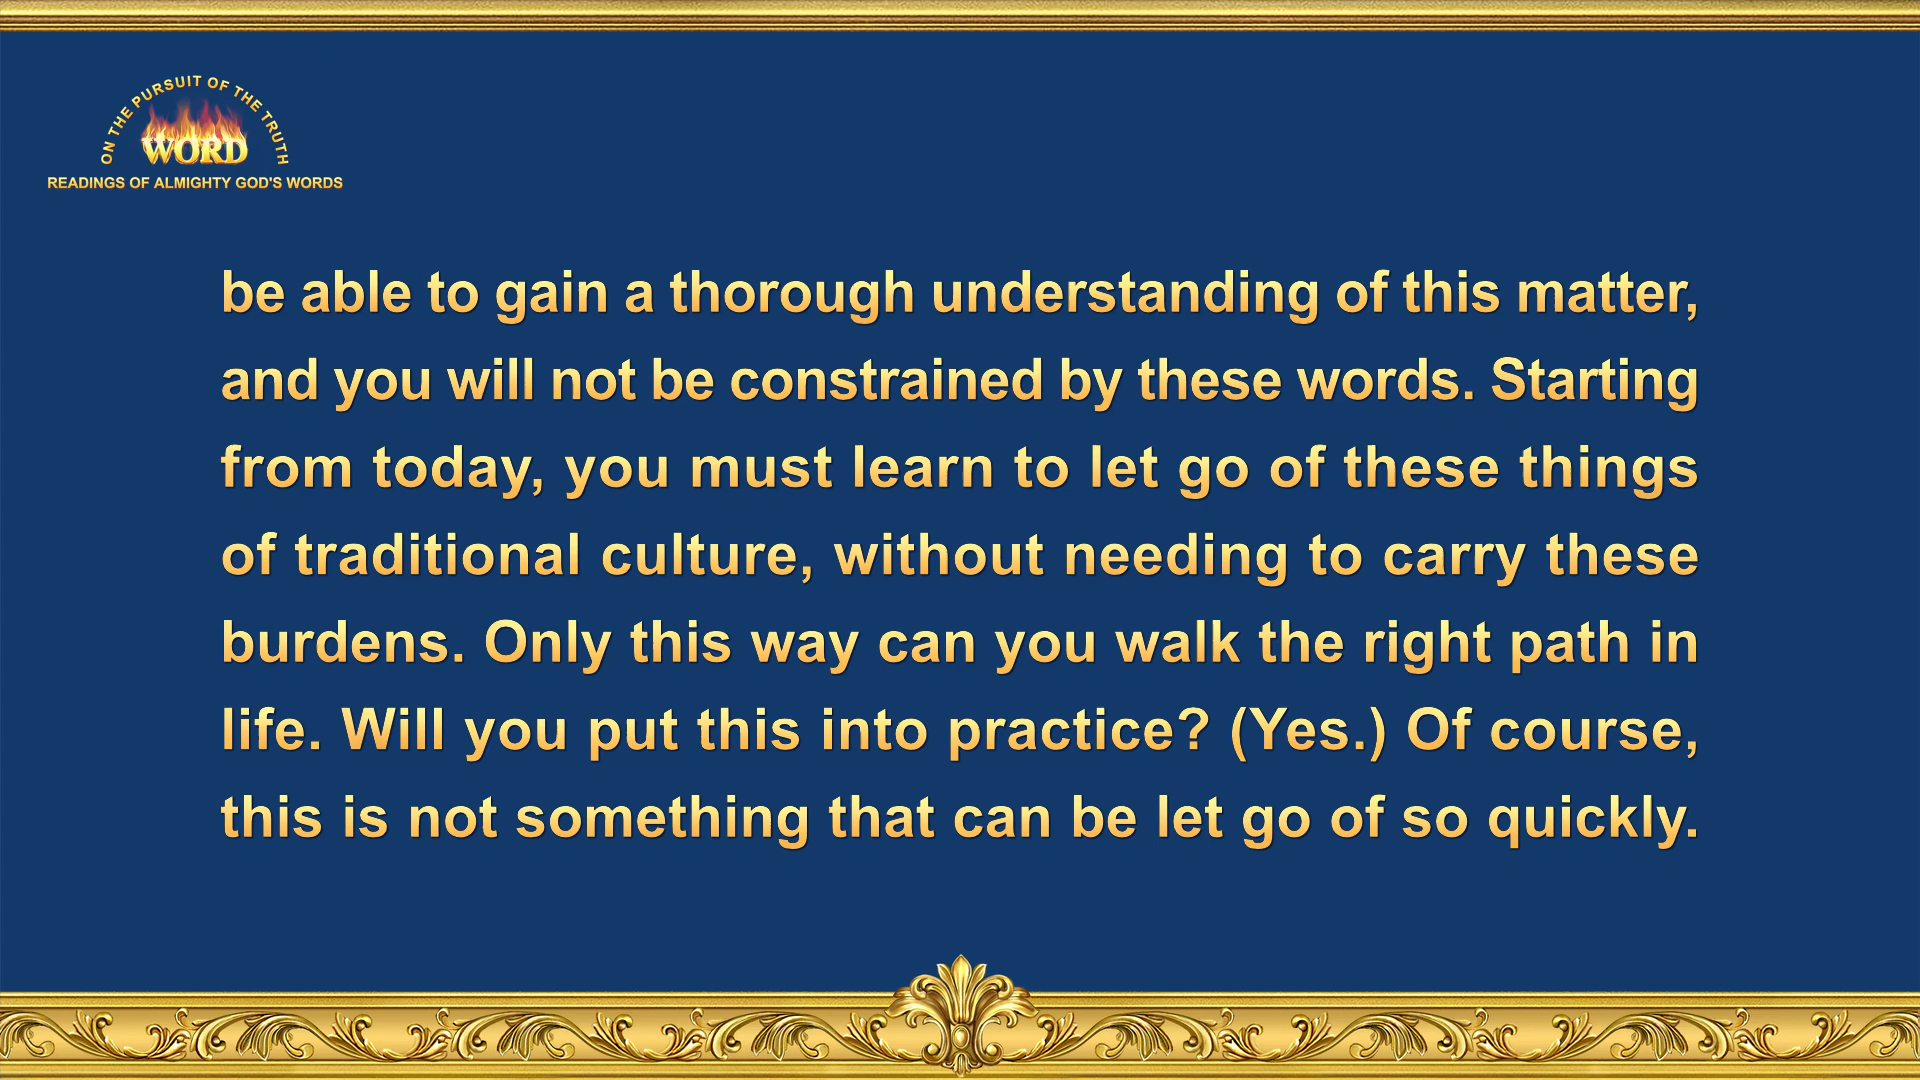 ON THE PURSUIT OF THE TRUTH
WORD
READINGS OF ALMIGHTY GOD'S WORDS
be able to gain a thorough understanding of this matter,
and you will not be constrained by these words. Starting
from today, you must learn to let go of these things
of traditional culture, without needing to carry these
burdens. Only this way can you walk the right path in
life. Will you put this into practice? (Yes.) Of course,
this is not something that can be let go of so quickly.